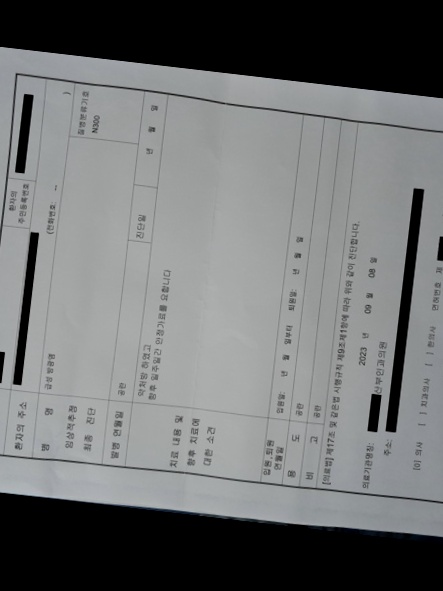 환자의
주민등록번호
환자의 주소
(전화번호: - )
병 명
급성 방광염
질병분류기호
N300
임상적추정
최종 진단
발병 연월일
공란
진단일
년 월 일
치료 내용 및
향후 치료에
대한 소견
약처방 하였고
향후 일주일간 안정가료를 요합니다
입원.퇴원
연월일
입원일: 년 월 일부터 퇴원일: 년 월 일
용 도
공란
비 고
공란
[의료법] 제17조 및 같은법 시행규칙 제9조제1항에 따라 위와 같이 진단합니다.
2023 년 09 월 08 일
의료기관명칭: 산부인과의원
주소:
[0] 의사 [ ] 치과의사 [ ] 한의사 면허번호 제